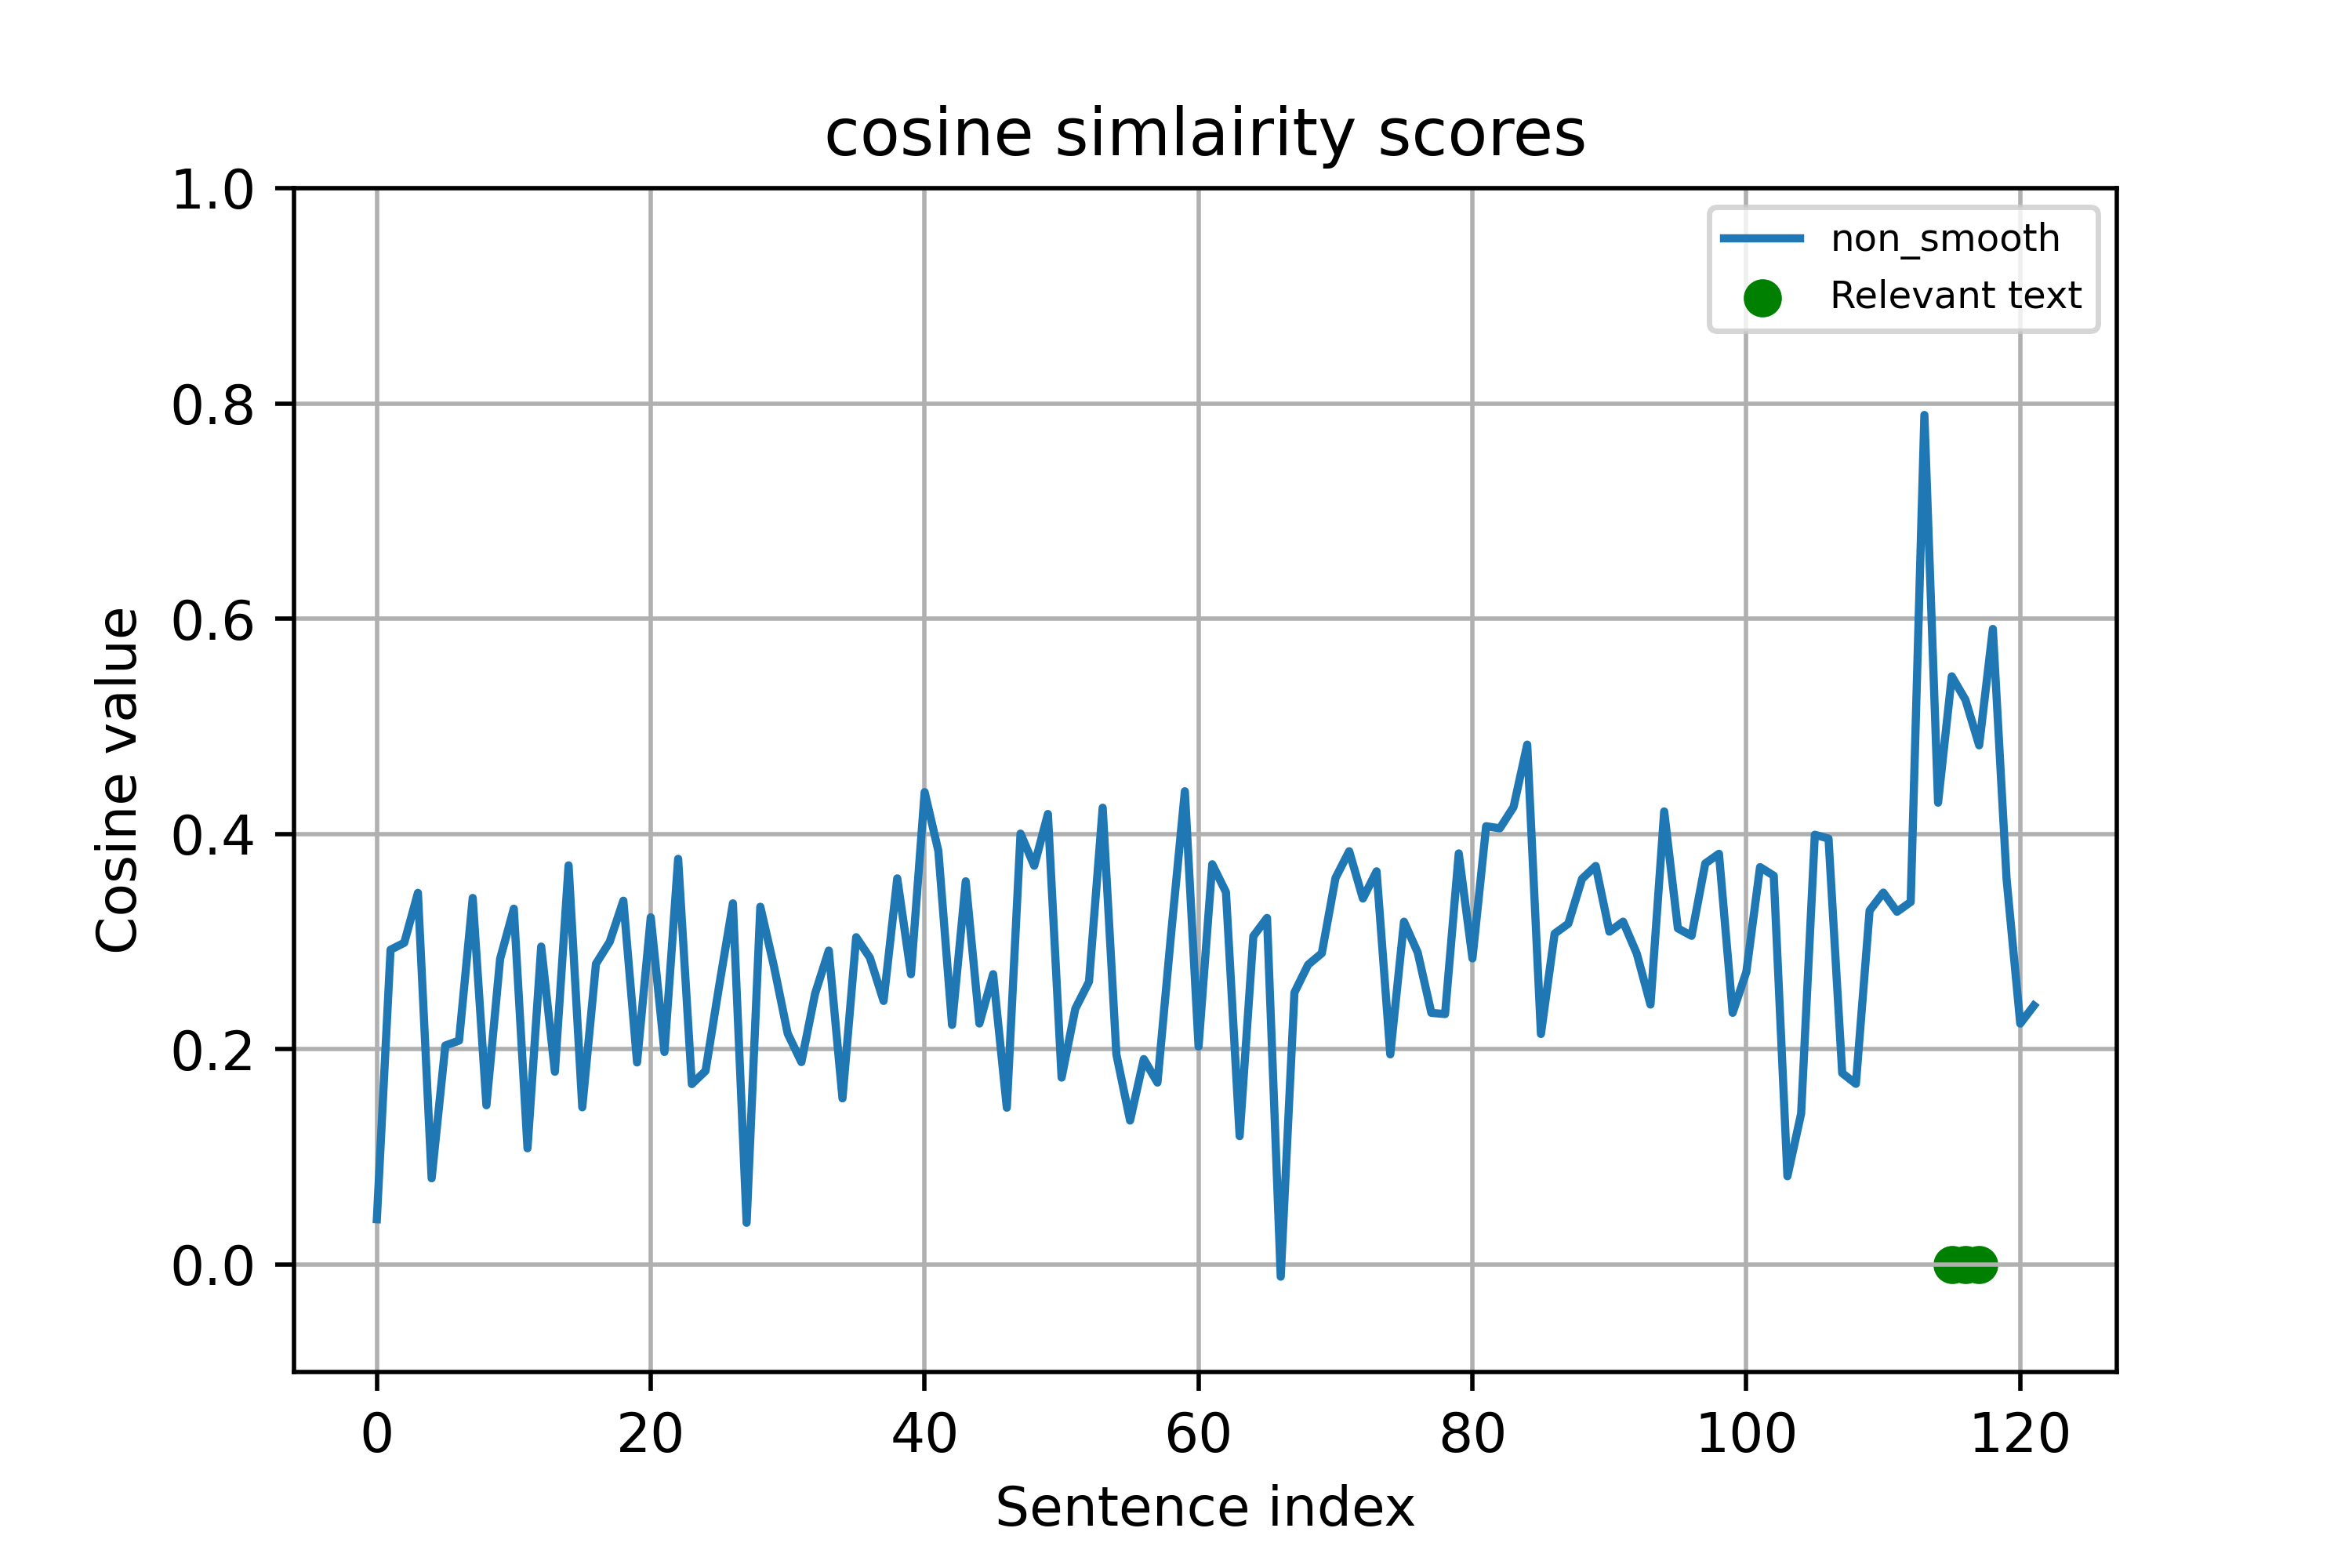 cosine simlairity scores
1.0
0.8
0.6
0.4
0.2
0.0
Cosine value
non_smooth
Relevant text
0 20 40 60 80 100 120
Sentence index